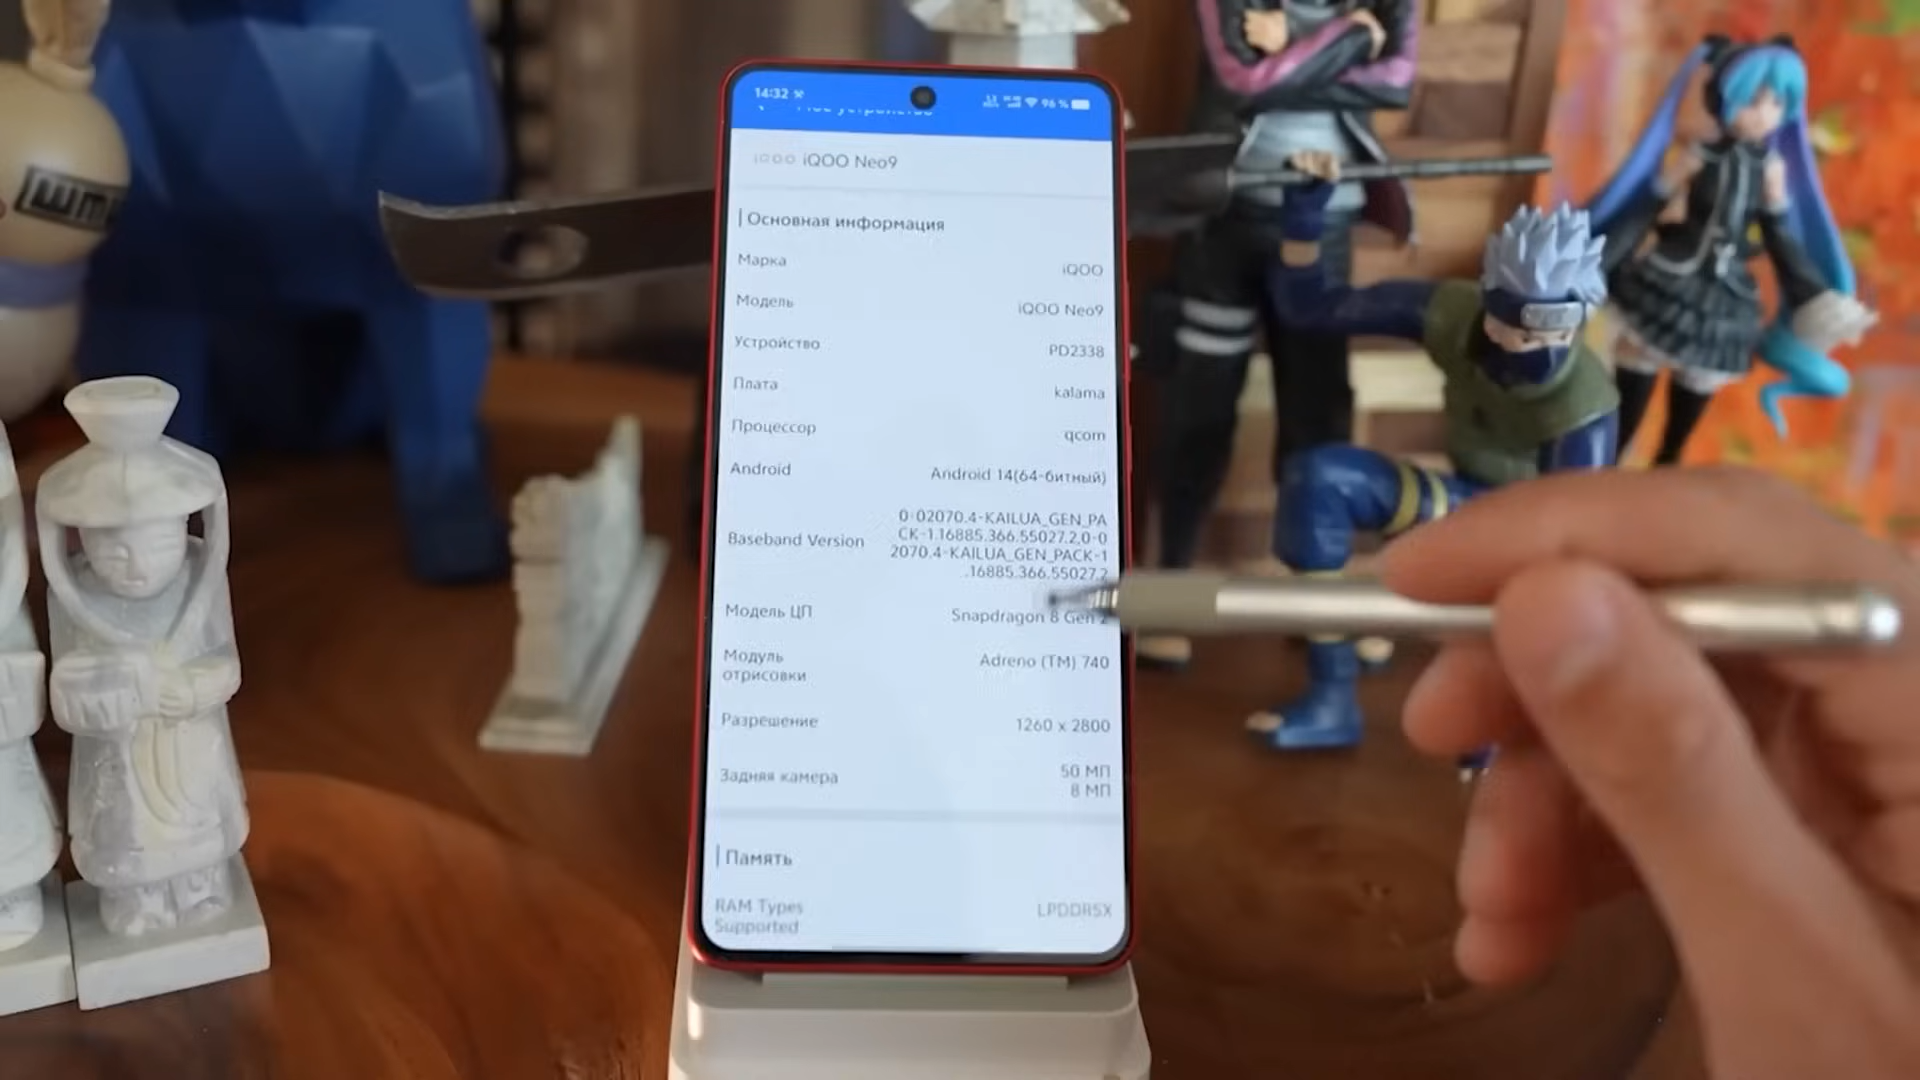 14:32
96 %
iQOO iQOO Neo9
Основная информация
Марка
iQOO
Модель
iQOO Neo9
Устройство
PD2338
Плата
kalama
Процессор
qcom
Android
Android 14(64-битный)
Baseband Version
0-02070.4-KAILUA_GEN_PA
CK-1.16885.366.55027.2,0-0
2070.4-KAILUA_GEN_PACK-1
.16885.366.55027.2
Модель ЦП
Snapdragon 8 Gen 2
Модуль
отрисовки
Adreno (TM) 740
Разрешение
1260 x 2800
Задняя камера
50 МП
8 МП
Память
RAM Types
Supported
LPDDR5X